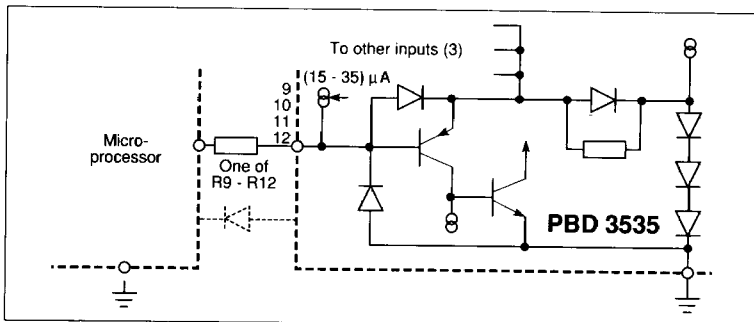 To other inputs (3)
(15 - 35) µA
9
10
11
12
Micro-
processor
One of
R9 - R12
PBD 3535